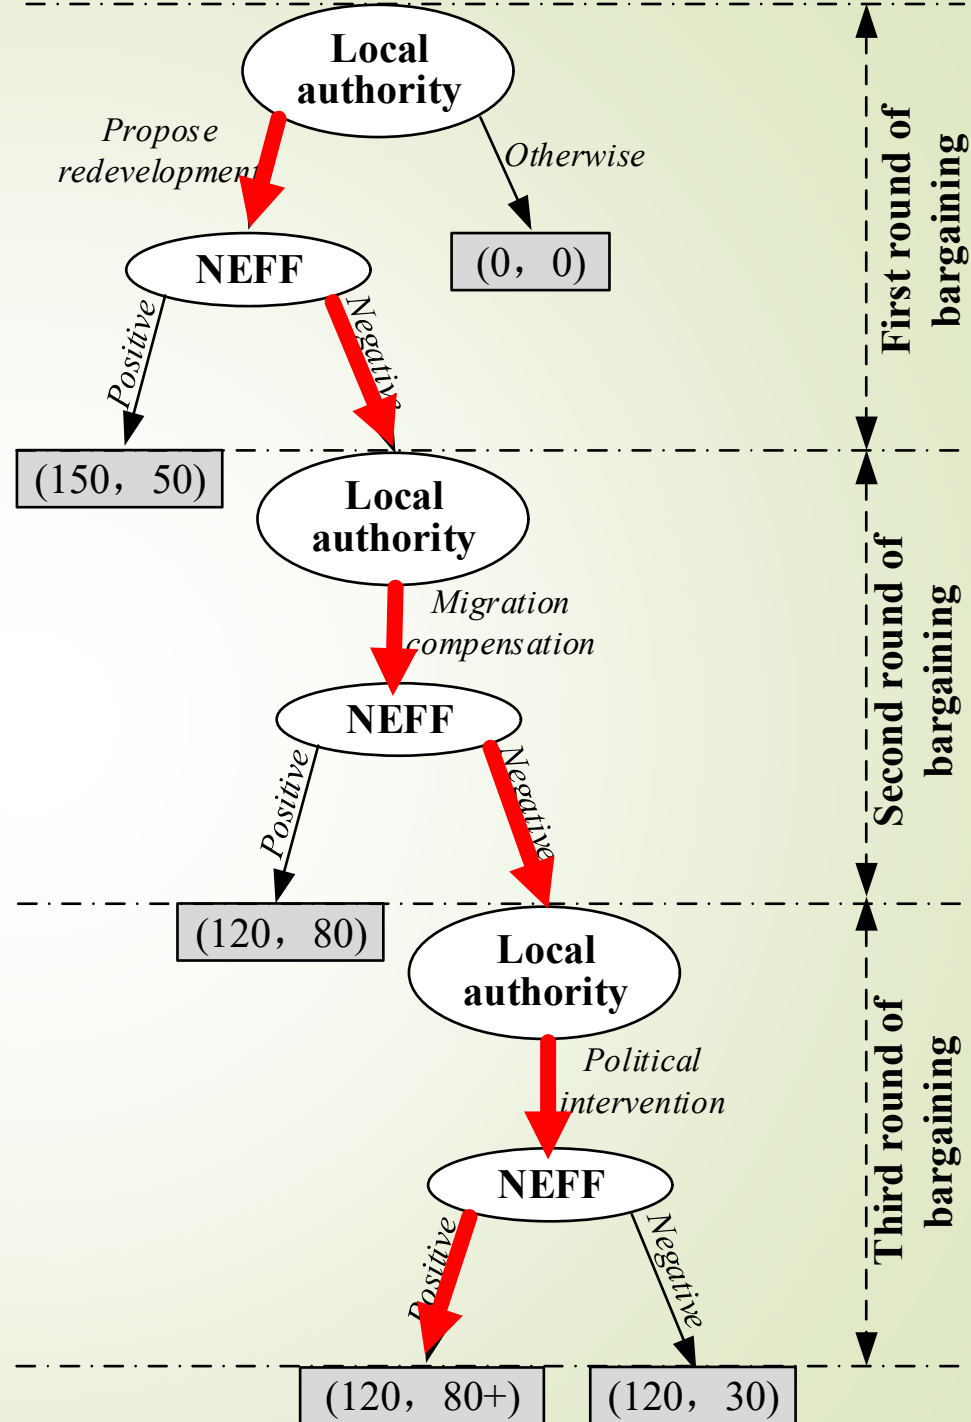 Local
authority
Propose
redevelopment
Otherwise
NEFF
(0，0)
Positive
Negative
First round of
bargaining
(150，50)
Local
authority
Migration
compensation
NEFF
Positive
Negative
Second round of
bargaining
(120，80)
Local
authority
Political
intervention
NEFF
Positive
Negative
Third round of
bargaining
(120，80+)
(120，30)